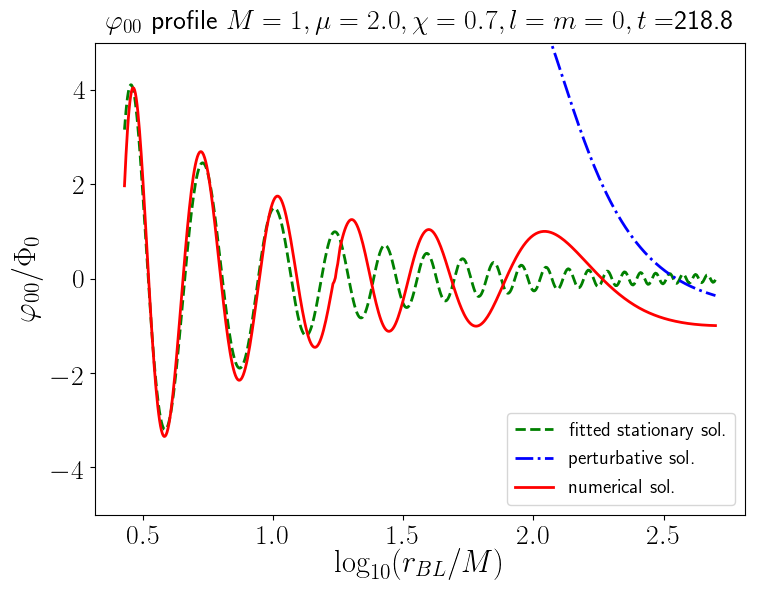 φ₀₀ profile M = 1, μ = 2.0, χ = 0.7, l = m = 0, t =218.8
φ₀₀/Φ₀
4
2
0
−2
−4
fitted stationary sol.
perturbative sol.
numerical sol.
0.5 1.0 1.5 2.0 2.5
log₁₀(r_BL/M)